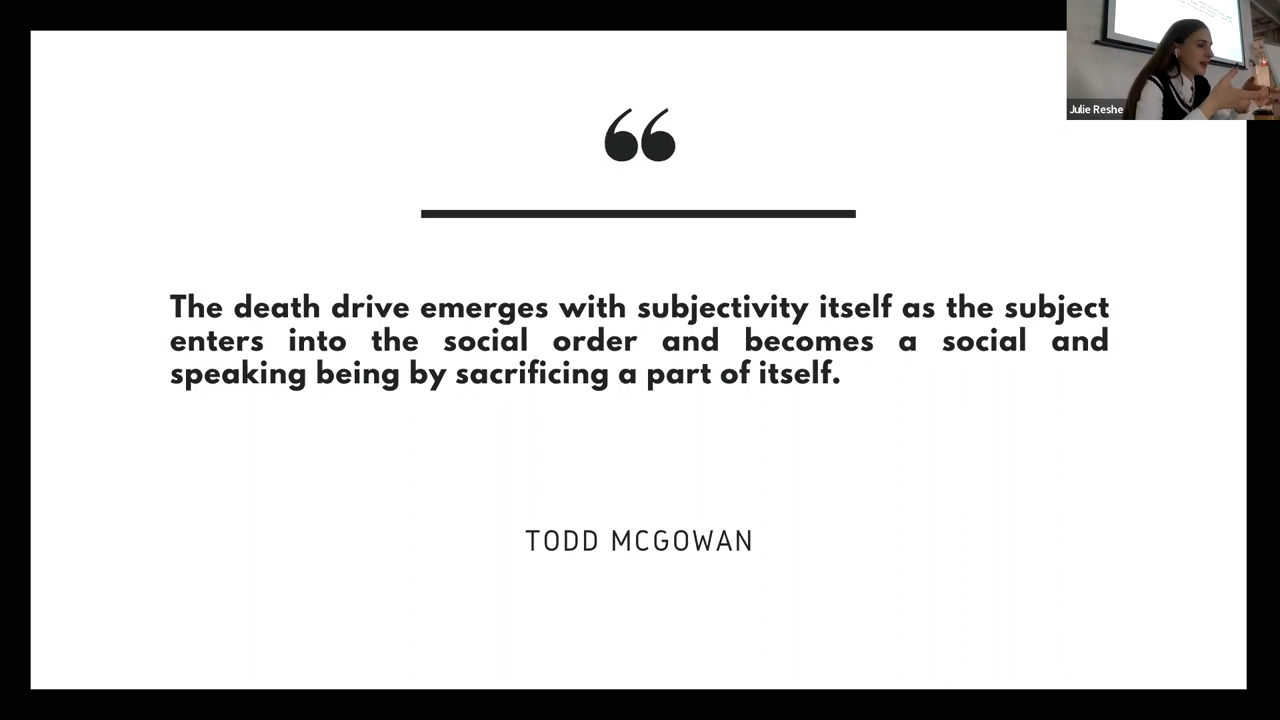 Julie Reshe
“
The death drive emerges with subjectivity itself as the subject
enters into the social order and becomes a social and
speaking being by sacrificing a part of itself.
TODD MCGOWAN